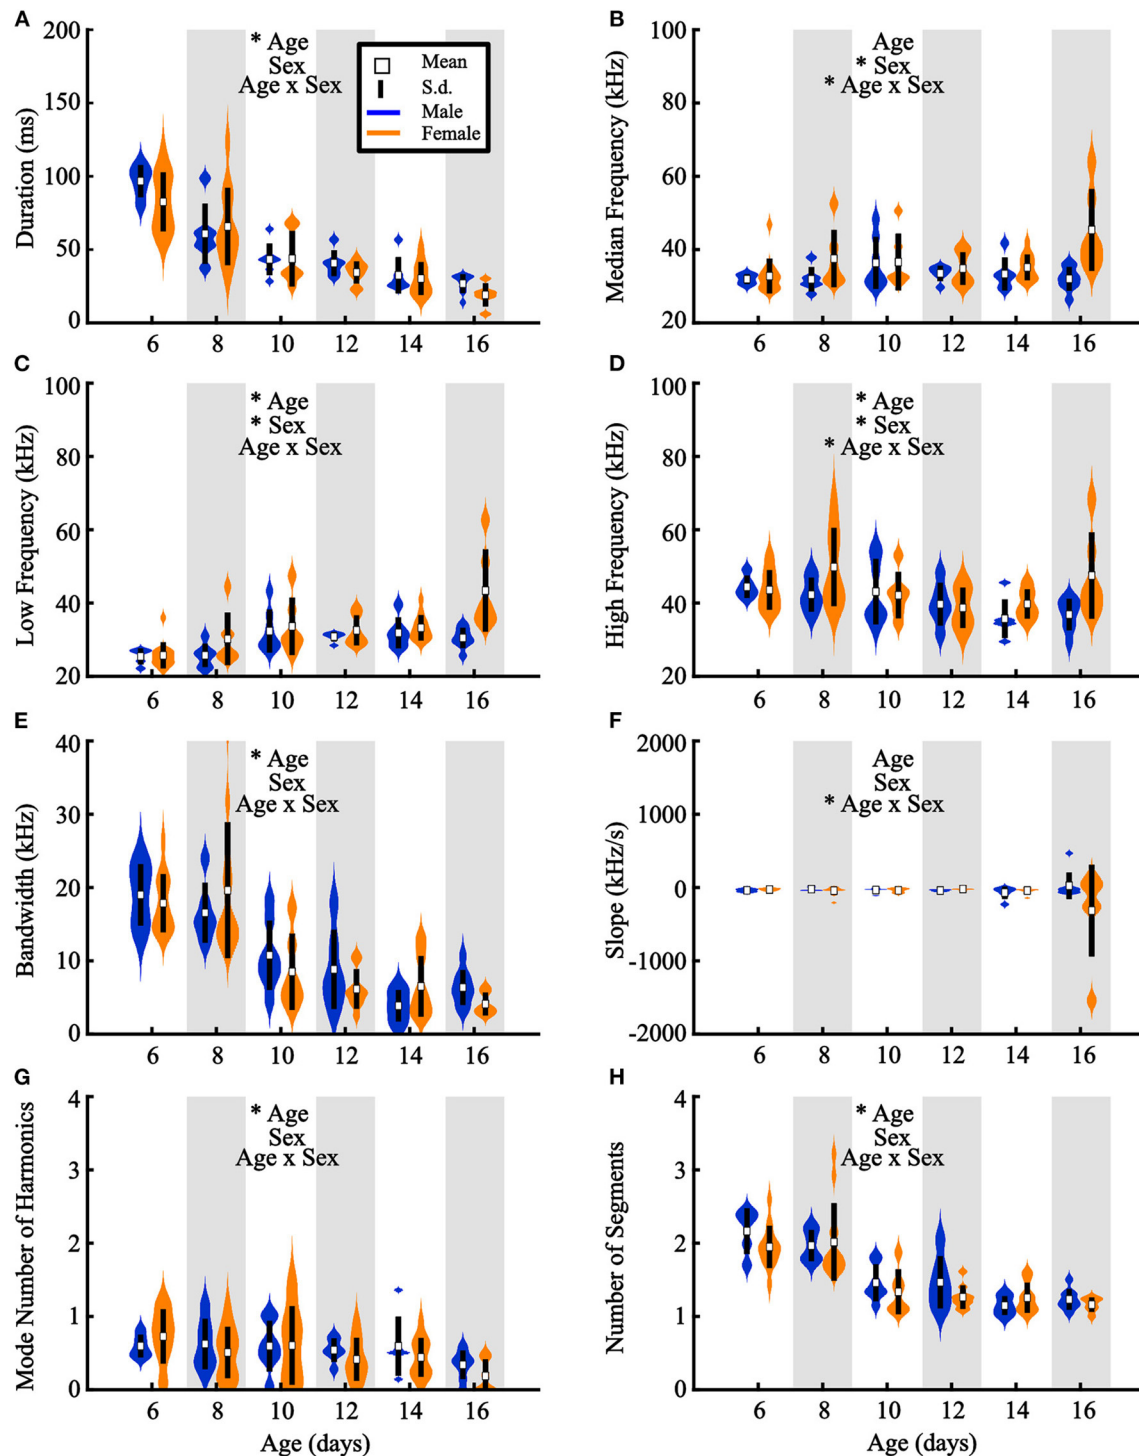 A
200
150
100
50
0
Duration (ms)
* Age
Sex
Age x Sex
Mean
S.d.
Male
Female
6 8 10 12 14 16
B
100
80
60
40
20
Median Frequency (kHz)
Age
* Sex
* Age x Sex
6 8 10 12 14 16
C
100
80
60
40
20
Low Frequency (kHz)
* Age
* Sex
Age x Sex
6 8 10 12 14 16
D
100
80
60
40
20
High Frequency (kHz)
* Age
* Sex
* Age x Sex
6 8 10 12 14 16
E
40
30
20
10
0
Bandwidth (kHz)
* Age
Sex
Age x Sex
6 8 10 12 14 16
F
2000
1000
0
-1000
-2000
Slope (kHz/s)
Age
Sex
* Age x Sex
6 8 10 12 14 16
G
4
3
2
1
0
Mode Number of Harmonics
* Age
Sex
Age x Sex
6 8 10 12 14 16
Age (days)
H
4
3
2
1
0
Number of Segments
* Age
Sex
Age x Sex
6 8 10 12 14 16
Age (days)